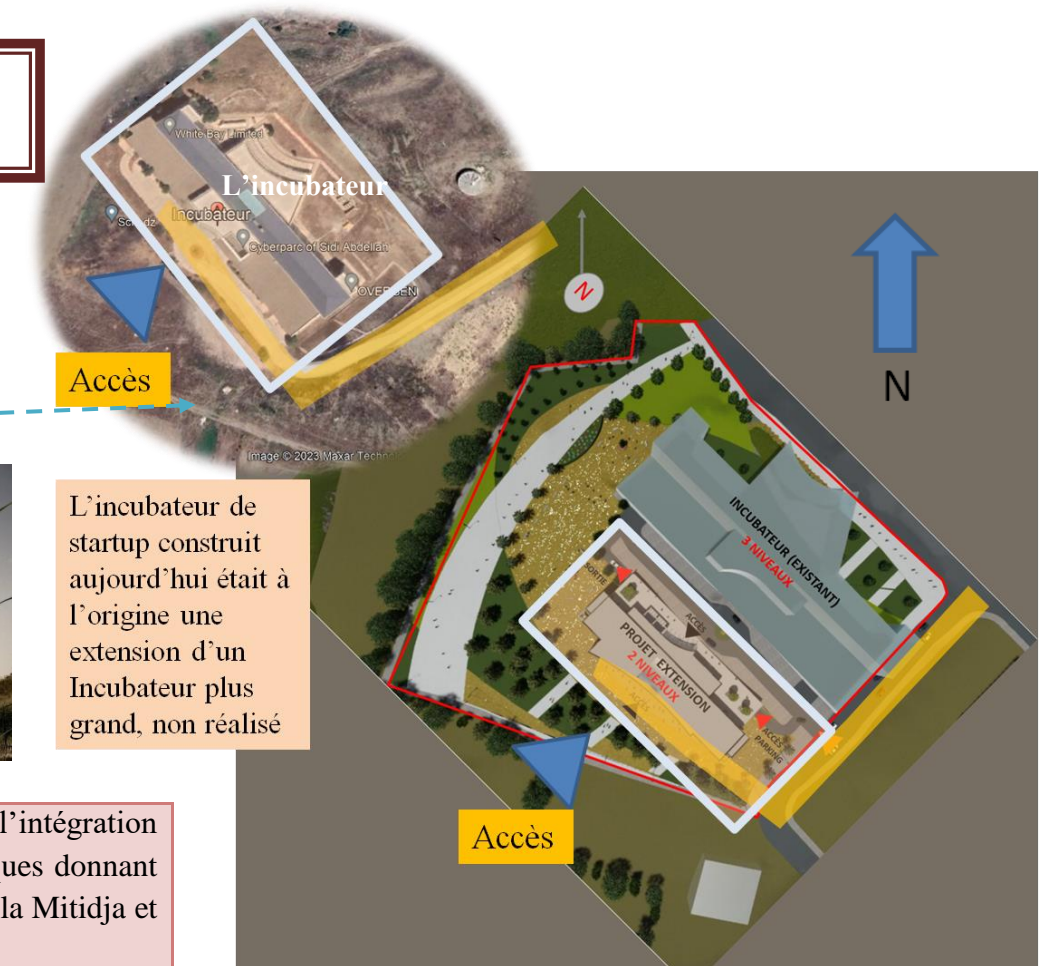 White Bay Limited
L'incubateur
Incubateur
Cyberparc of Sidi Abdellah
Accès
Image © 2023 Maxar Techno
N
N
L'incubateur de
startup construit
aujourd'hui était à
l'origine une
extension d'un
Incubateur plus
grand, non réalisé
INCUBATEUR (EXISTANT)
3 NIVEAUX
SORTIE
Accès
PROJET EXTENSION
2 NIVEAUX
Accès
ACCÈS
PARKING
Accès
l'intégration
ues donnant
la Mitidja et